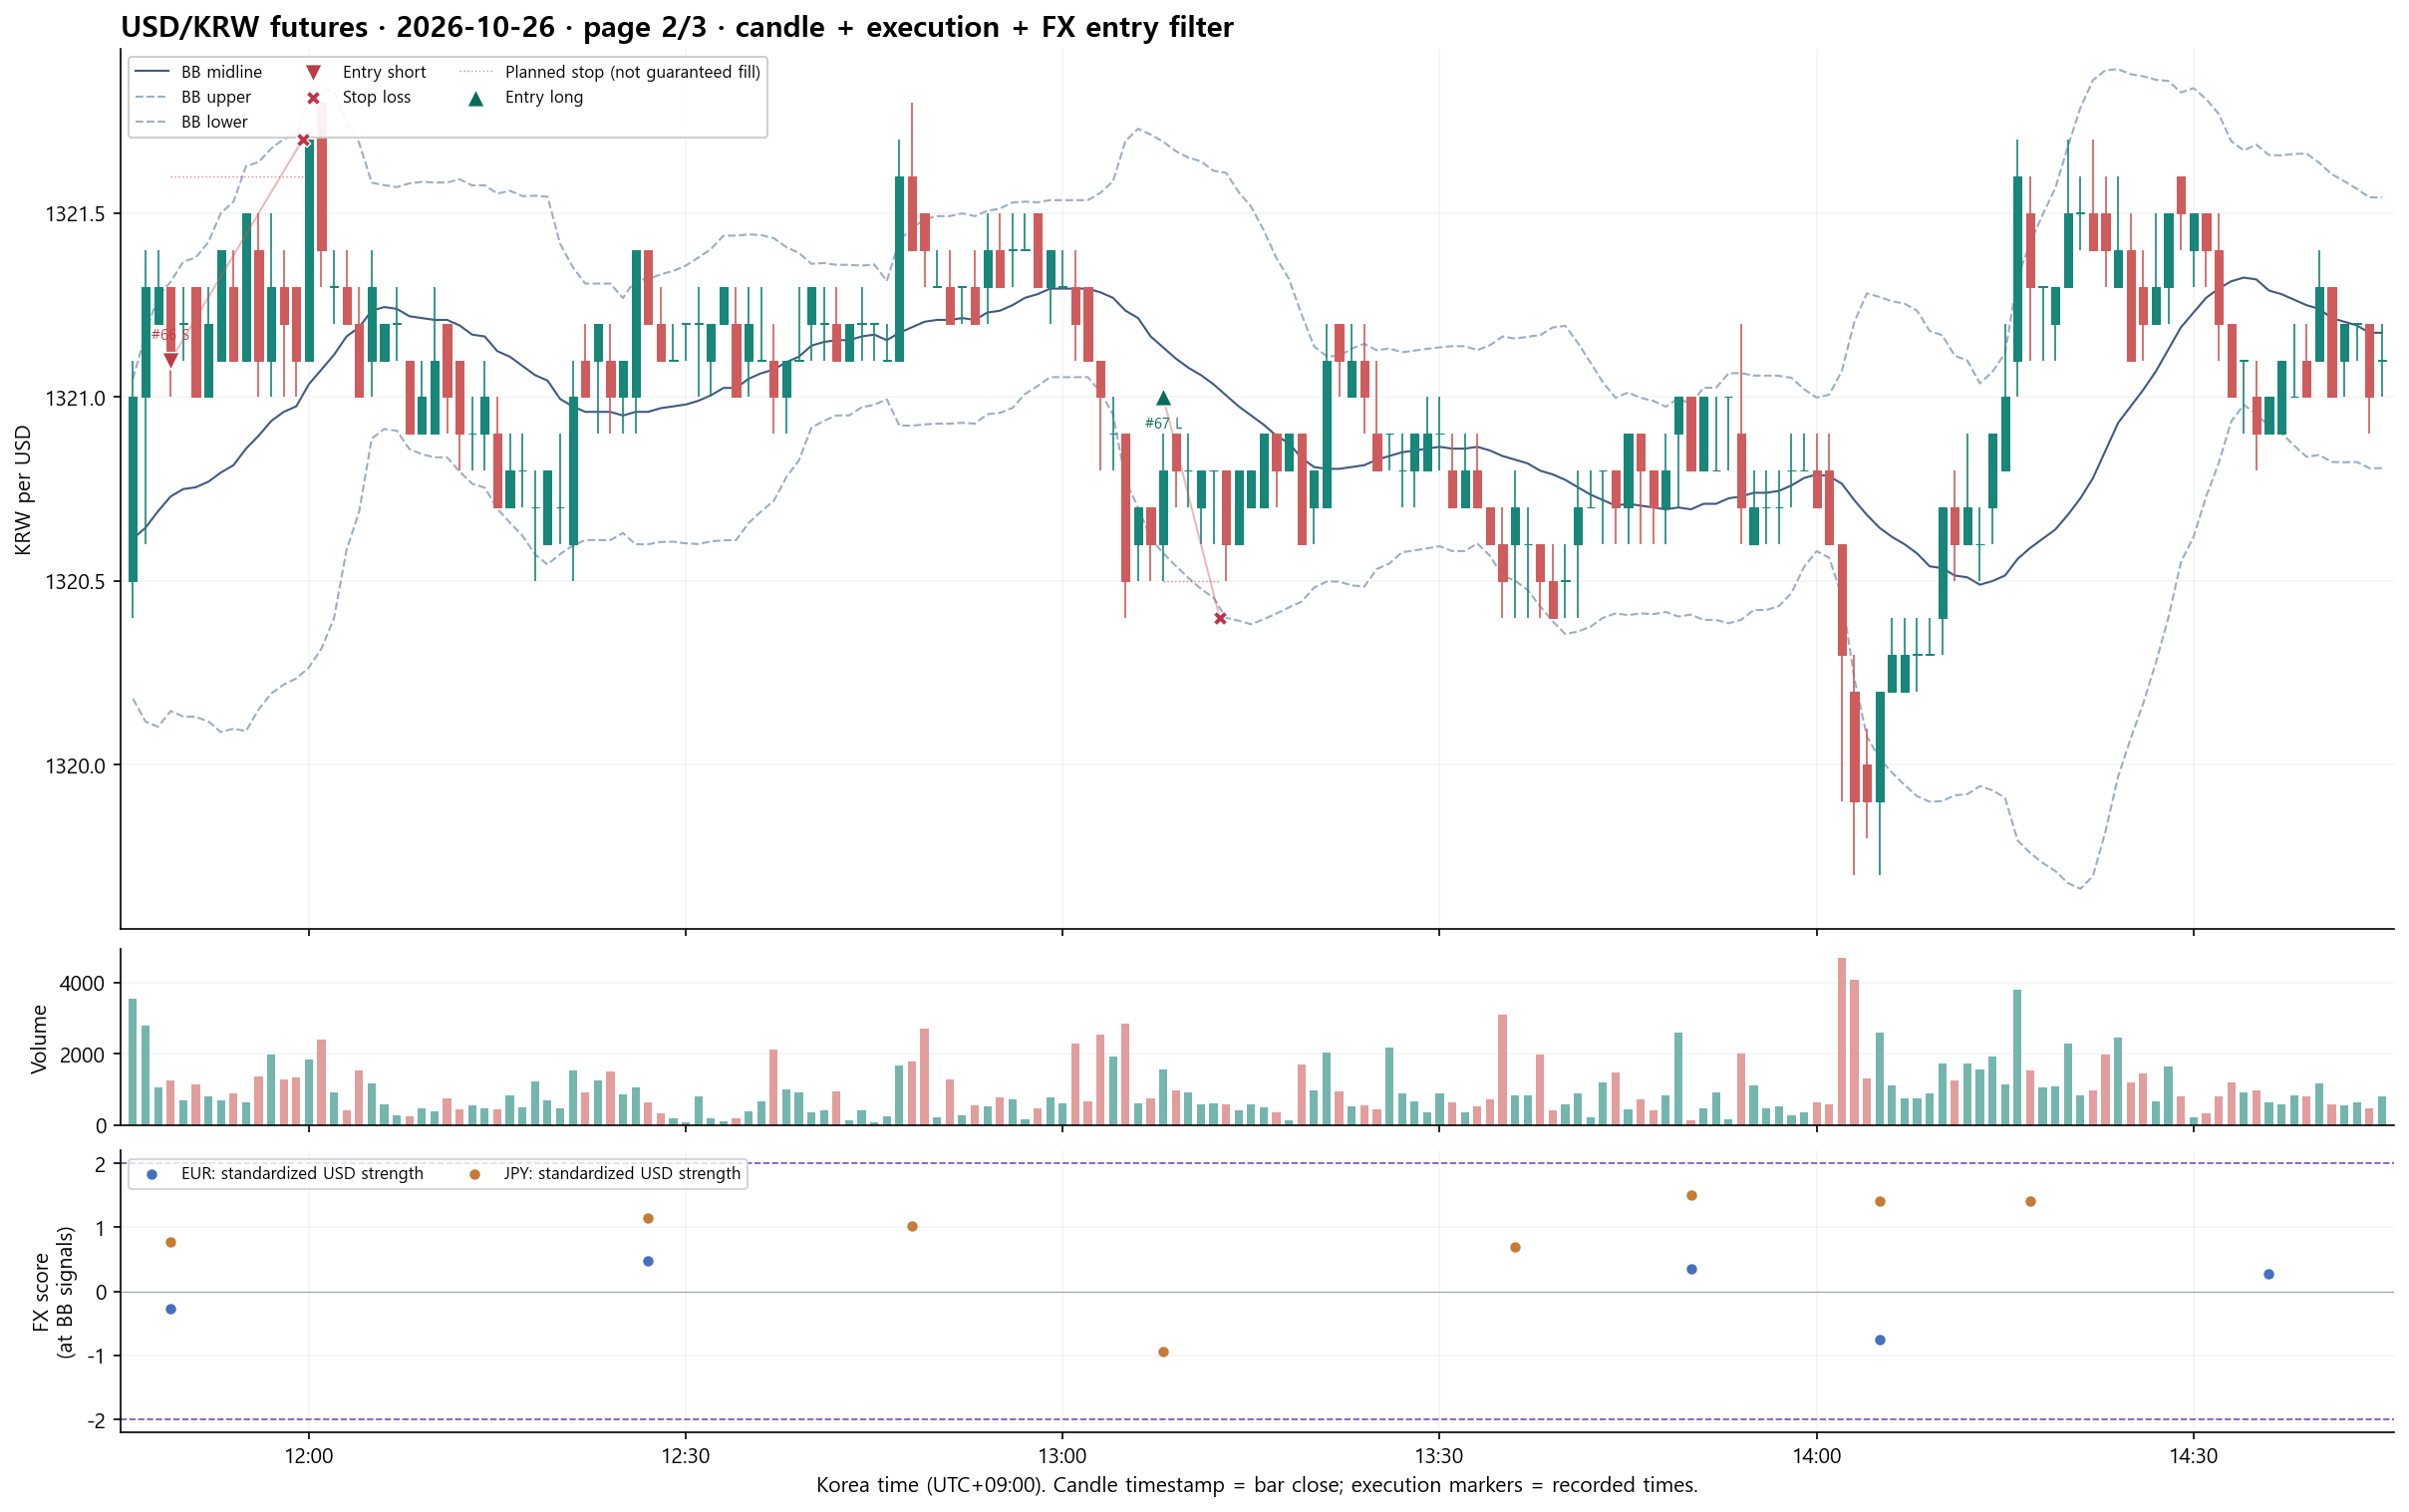 USD/KRW futures · 2026-10-26 · page 2/3 · candle + execution + FX entry filter
BB midline
BB upper
BB lower
Entry short
Stop loss
Planned stop (not guaranteed fill)
Entry long
KRW per USD
1321.5
1321.0
1320.5
1320.0
#66 S
#67 L
Volume
4000
2000
0
EUR: standardized USD strength
JPY: standardized USD strength
FX score
(at BB signals)
2
1
0
-1
-2
12:00
12:30
13:00
13:30
14:00
14:30
Korea time (UTC+09:00). Candle timestamp = bar close; execution markers = recorded times.